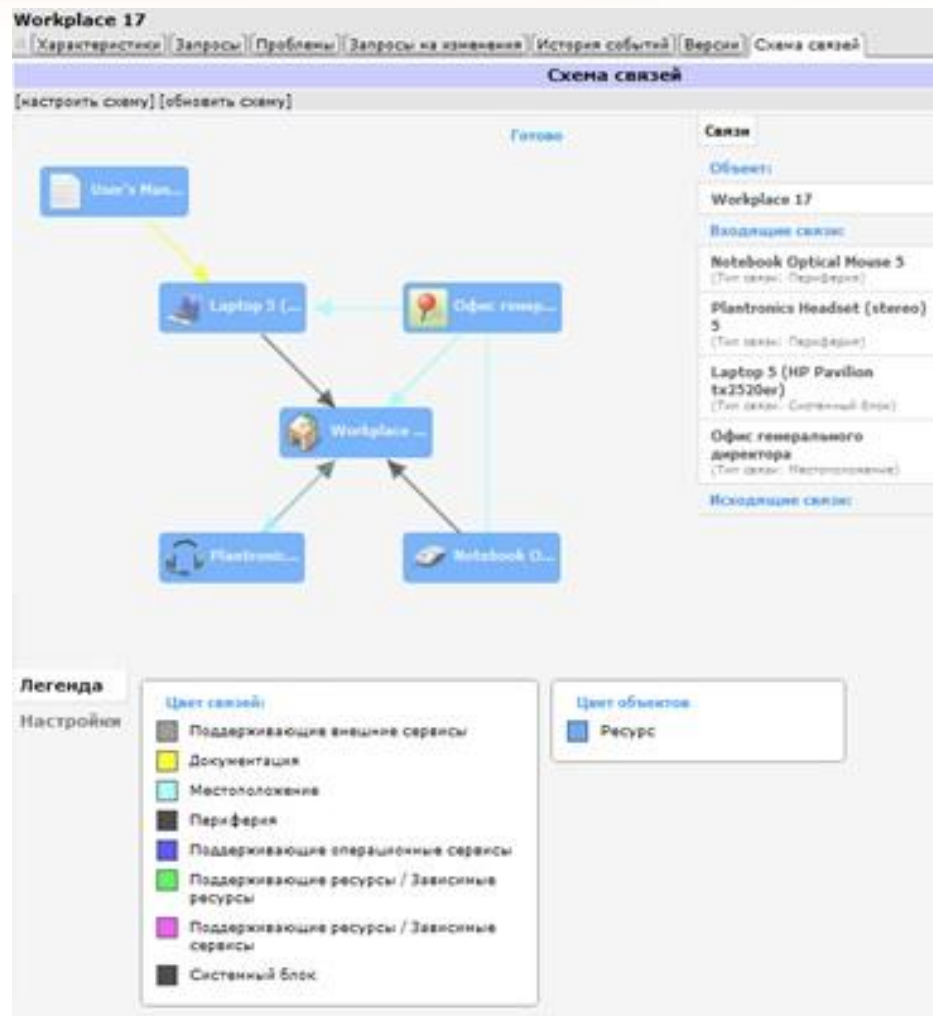 Workplace 17
Характеристики Запросы Проблемы Запросы на изменения История событий Версии Схема связей
Схема связей
[настроить схему] [обновить схему]
Готово
User's Man...
Laptop 5 (...
Офис генер...
Workplace ...
Plantronic...
Notebook O...
Связи
Объект:
Workplace 17
Входящие связи:
Notebook Optical Mouse 5
(Тип связи: Периферия)
Plantronics Headset (stereo)
5
(Тип связи: Периферия)
Laptop 5 (HP Pavilion
tx2520er)
(Тип связи: Системный блок)
Офис генерального
директора
(Тип связи: Местоположение)
Исходящие связи:
Легенда
Настройки
Цвет связей:
Поддерживающие внешние сервисы
Документация
Местоположение
Периферия
Поддерживающие операционные сервисы
Поддерживающие ресурсы / Зависимые
ресурсы
Поддерживающие ресурсы / Зависимые
сервисы
Системный блок
Цвет объектов
Ресурс